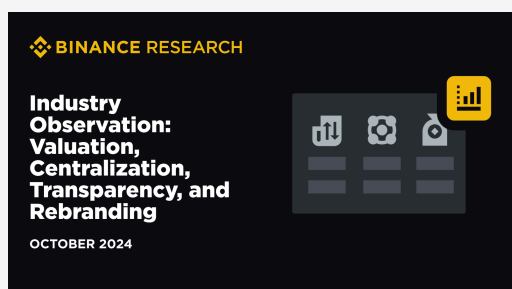 BINANCE RESEARCH
Industry
Observation:
Valuation,
Centralization,
Transparency, and
Rebranding
OCTOBER 2024